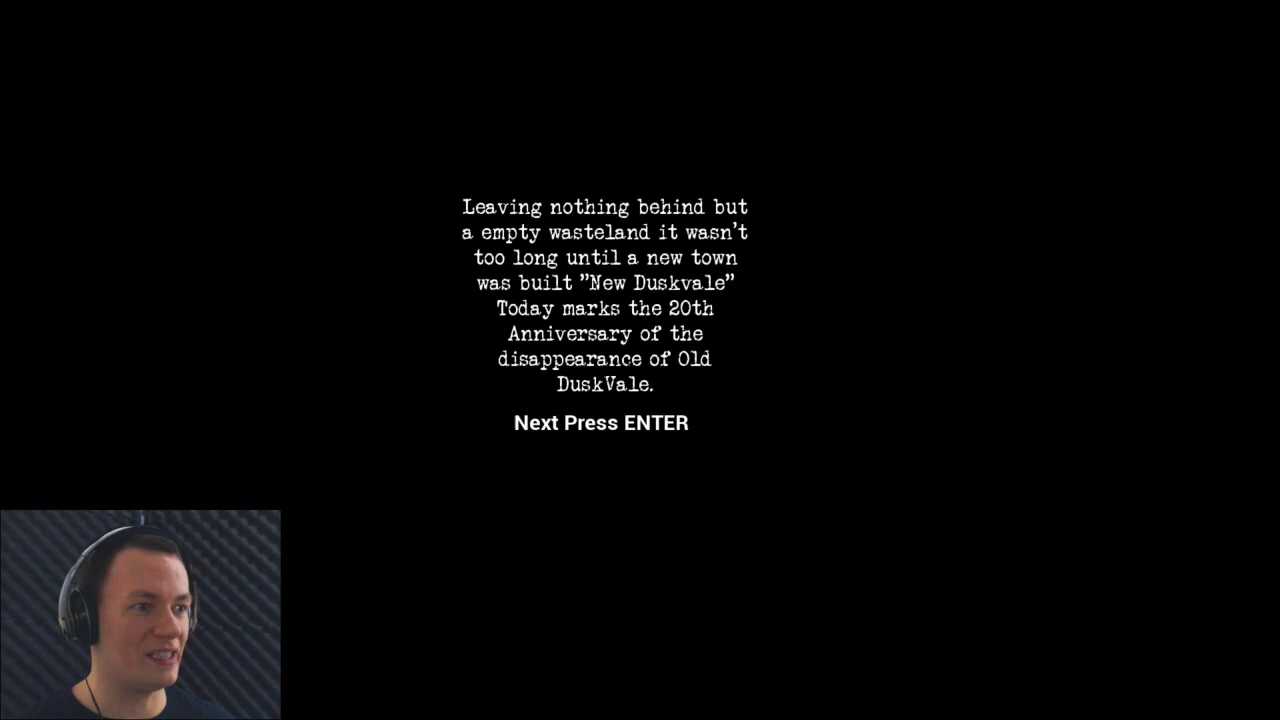 Leaving nothing behind but
a empty wasteland it wasn't
too long until a new town
was built "New Duskvale"
Today marks the 20th
Anniversary of the
disappearance of Old
DuskVale.
Next Press ENTER